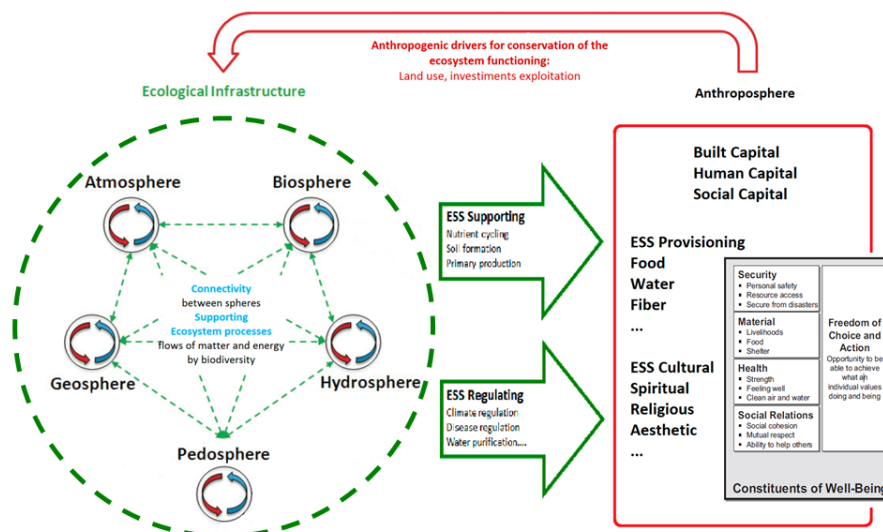 Anthropogenic drivers for conservation of the
ecosystem functioning:
Land use, investiments exploitation
Ecological Infrastructure
Anthroposphere
Atmosphere
Biosphere
Connectivity
between spheres
Supporting
Ecosystem processes
flows of matter and energy
by biodiversity
Geosphere
Hydrosphere
Pedosphere
ESS Supporting
Nutrient cycling
Soil formation
Primary production
ESS Regulating
Climate regulation
Disease regulation
Water purification....
Built Capital
Human Capital
Social Capital
ESS Provisioning
Food
Water
Fiber
...
ESS Cultural
Spiritual
Religious
Aesthetic
...
Security
▪ Personal safety
▪ Resource access
▪ Secure from disasters
Material
▪ Livelihoods
▪ Food
▪ Shelter
Health
▪ Strength
▪ Feeling well
▪ Clean air and water
Social Relations
▪ Social cohesion
▪ Mutual respect
▪ Ability to help others
Freedom of
Choice and
Action
Opportunity to be
able to achieve
what an
individual values
doing and being
Constituents of Well-Being